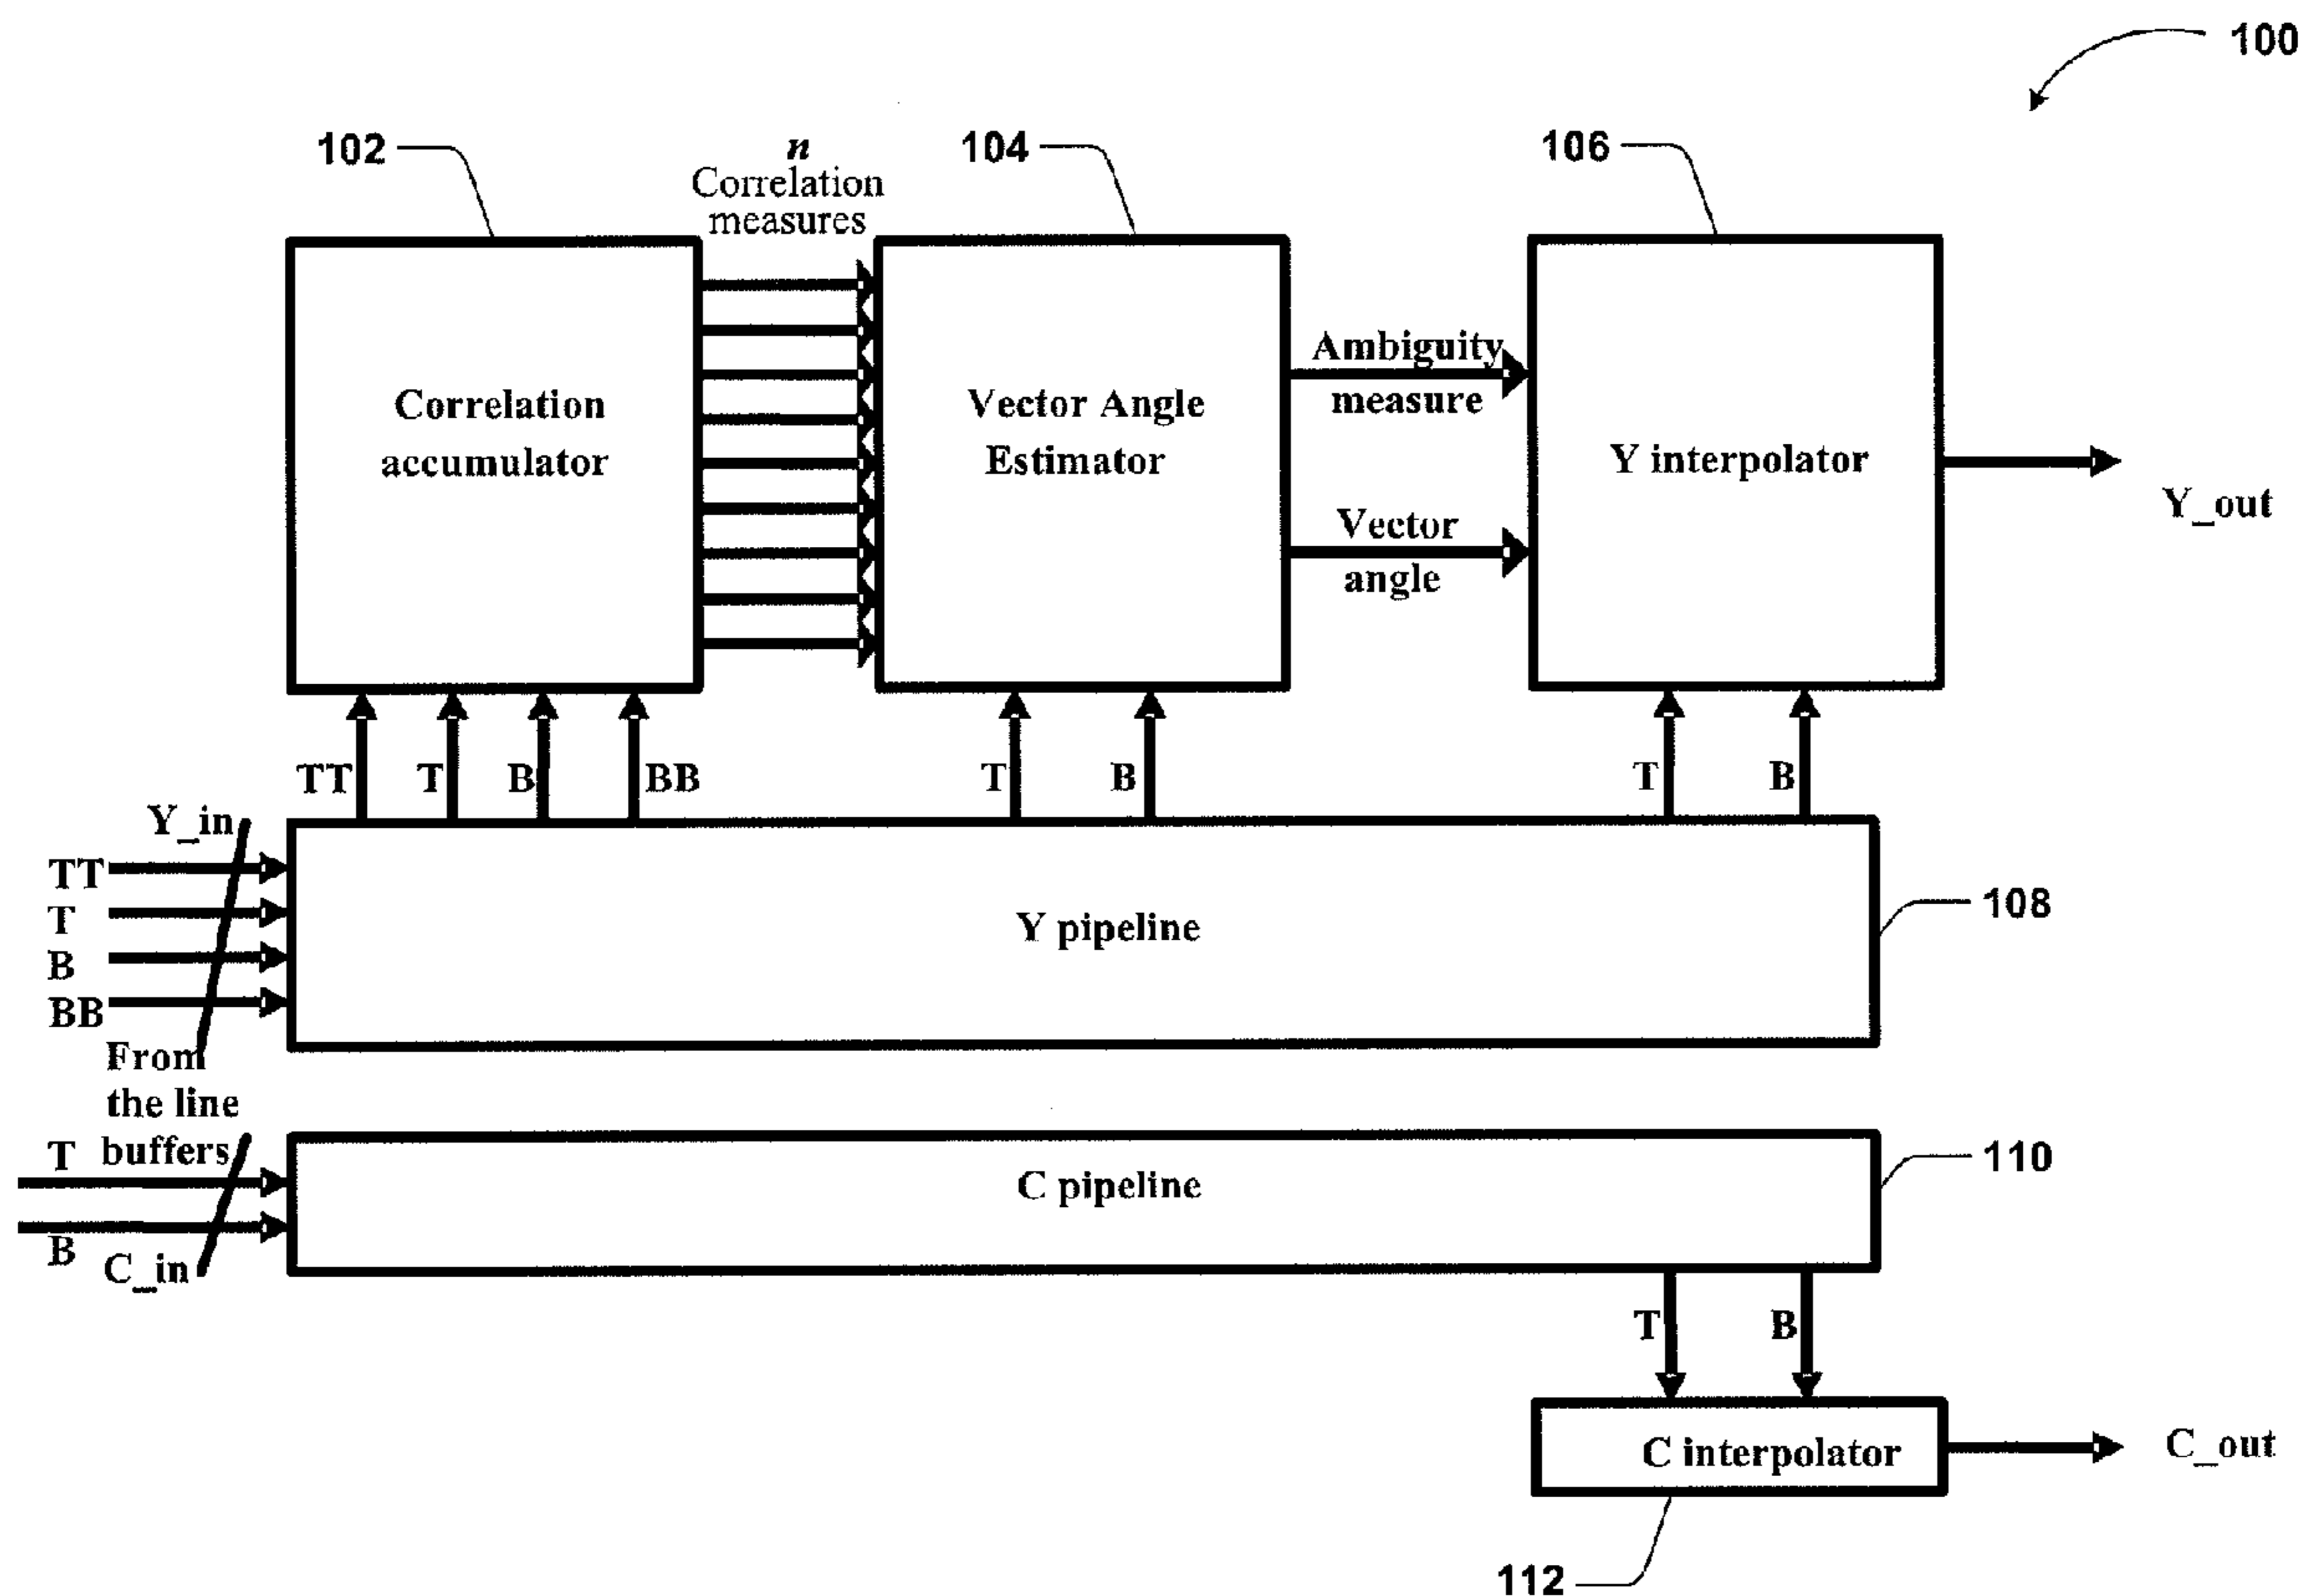 100
102
n
Correlation
measures
104
106
Correlation
accumulator
Vector Angle
Estimator
Ambiguity
measure
Vector
angle
Y interpolator
Y_out
TT T B BB
T B
T B
Y_in
TT
T
B
BB
Y pipeline
108
From
the line
buffers
T
B
C_in
C pipeline
110
T B
C interpolator
C_out
112